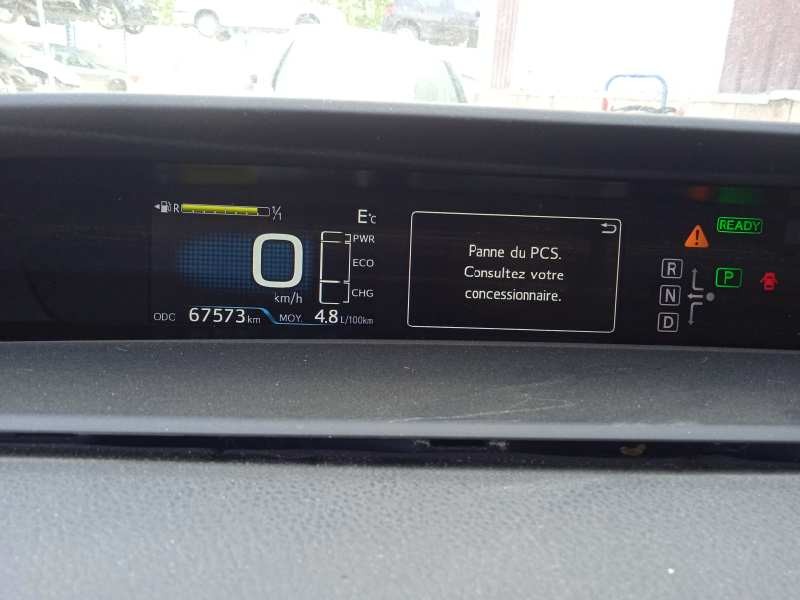 R 1/1
E°C
0
km/h
PWR
ECO
CHG
ODC 67573 km MOY. 4.8 L/100km
Panne du PCS.
Consultez votre
concessionnaire.
READY
R
N
D
P